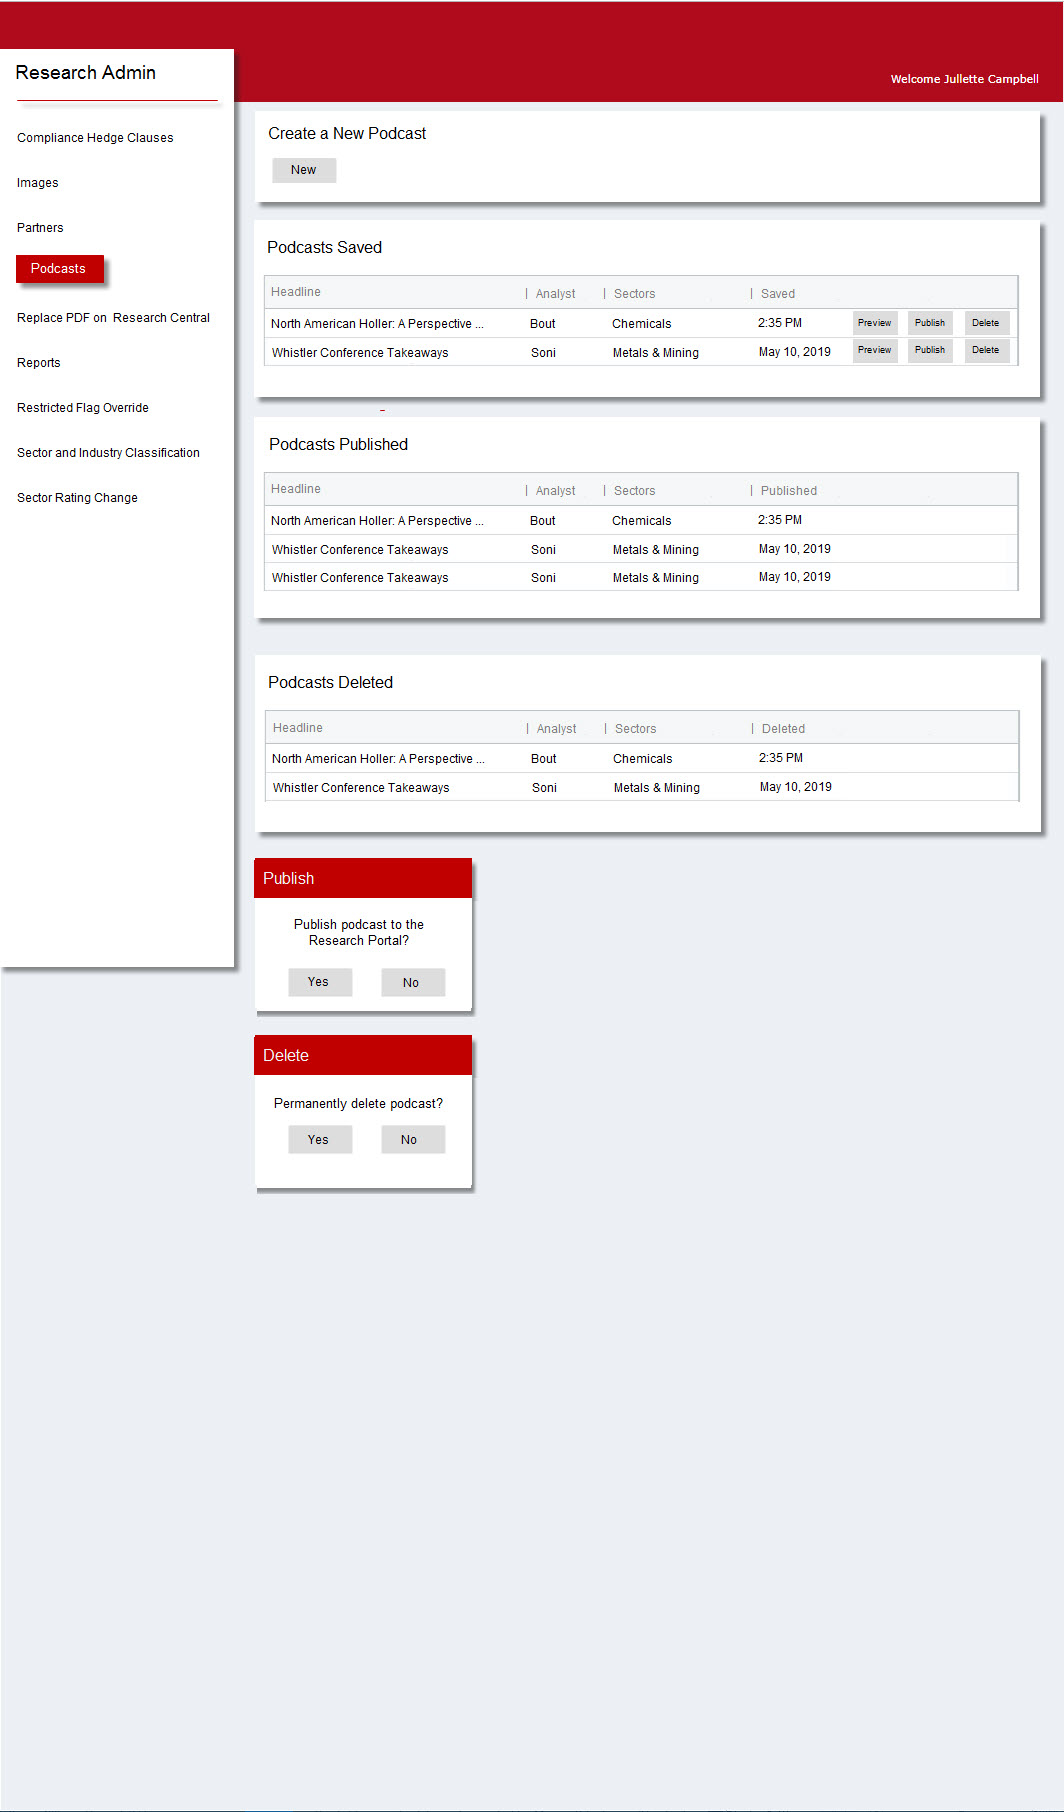 Welcome Jullette Campbell
Research Admin
Compliance Hedge Clauses
Images
Partners
Podcasts
Replace PDF on  Research Central
Reports
Restricted Flag Override
Sector and Industry Classification
Sector Rating Change
Create a New Podcast
New
Podcasts Saved
Headline | Analyst | Sectors | Saved
North American Holler: A Perspective ... Bout Chemicals 2:35 PM Preview Publish Delete
Whistler Conference Takeaways Soni Metals & Mining May 10, 2019 Preview Publish Delete
Podcasts Published
Headline | Analyst | Sectors | Published
North American Holler: A Perspective ... Bout Chemicals 2:35 PM
Whistler Conference Takeaways Soni Metals & Mining May 10, 2019
Whistler Conference Takeaways Soni Metals & Mining May 10, 2019
Podcasts Deleted
Headline | Analyst | Sectors | Deleted
North American Holler: A Perspective ... Bout Chemicals 2:35 PM
Whistler Conference Takeaways Soni Metals & Mining May 10, 2019
Publish
Publish podcast to the
Research Portal?
Yes No
Delete
Permanently delete podcast?
Yes No